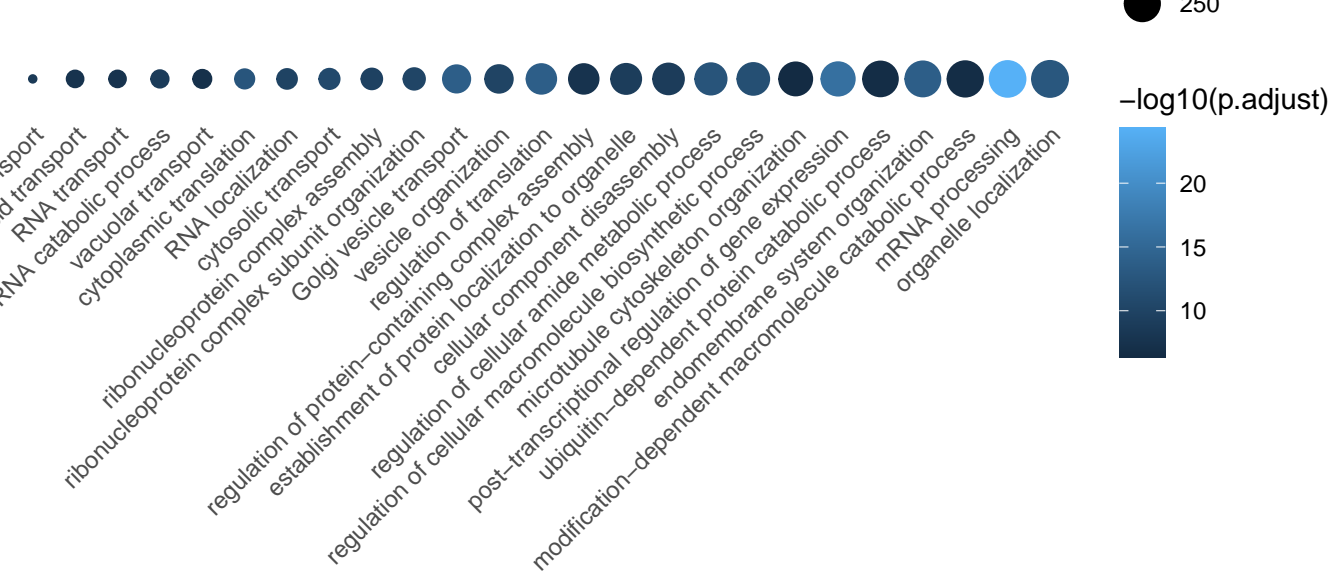 250
−log10(p.adjust)
20
15
10
transport
RNA transport
RNA catabolic process
vacuolar transport
cytoplasmic translation
RNA localization
cytosolic transport
ribonucleoprotein complex assembly
ribonucleoprotein complex subunit organization
Golgi vesicle transport
vesicle organization
regulation of translation
regulation of protein−containing complex assembly
establishment of protein localization to organelle
cellular component disassembly
regulation of cellular amide metabolic process
regulation of cellular macromolecule biosynthetic process
microtubule cytoskeleton organization
post−transcriptional regulation of gene expression
ubiquitin−dependent protein catabolic process
endomembrane system organization
modification−dependent macromolecule catabolic process
mRNA processing
organelle localization